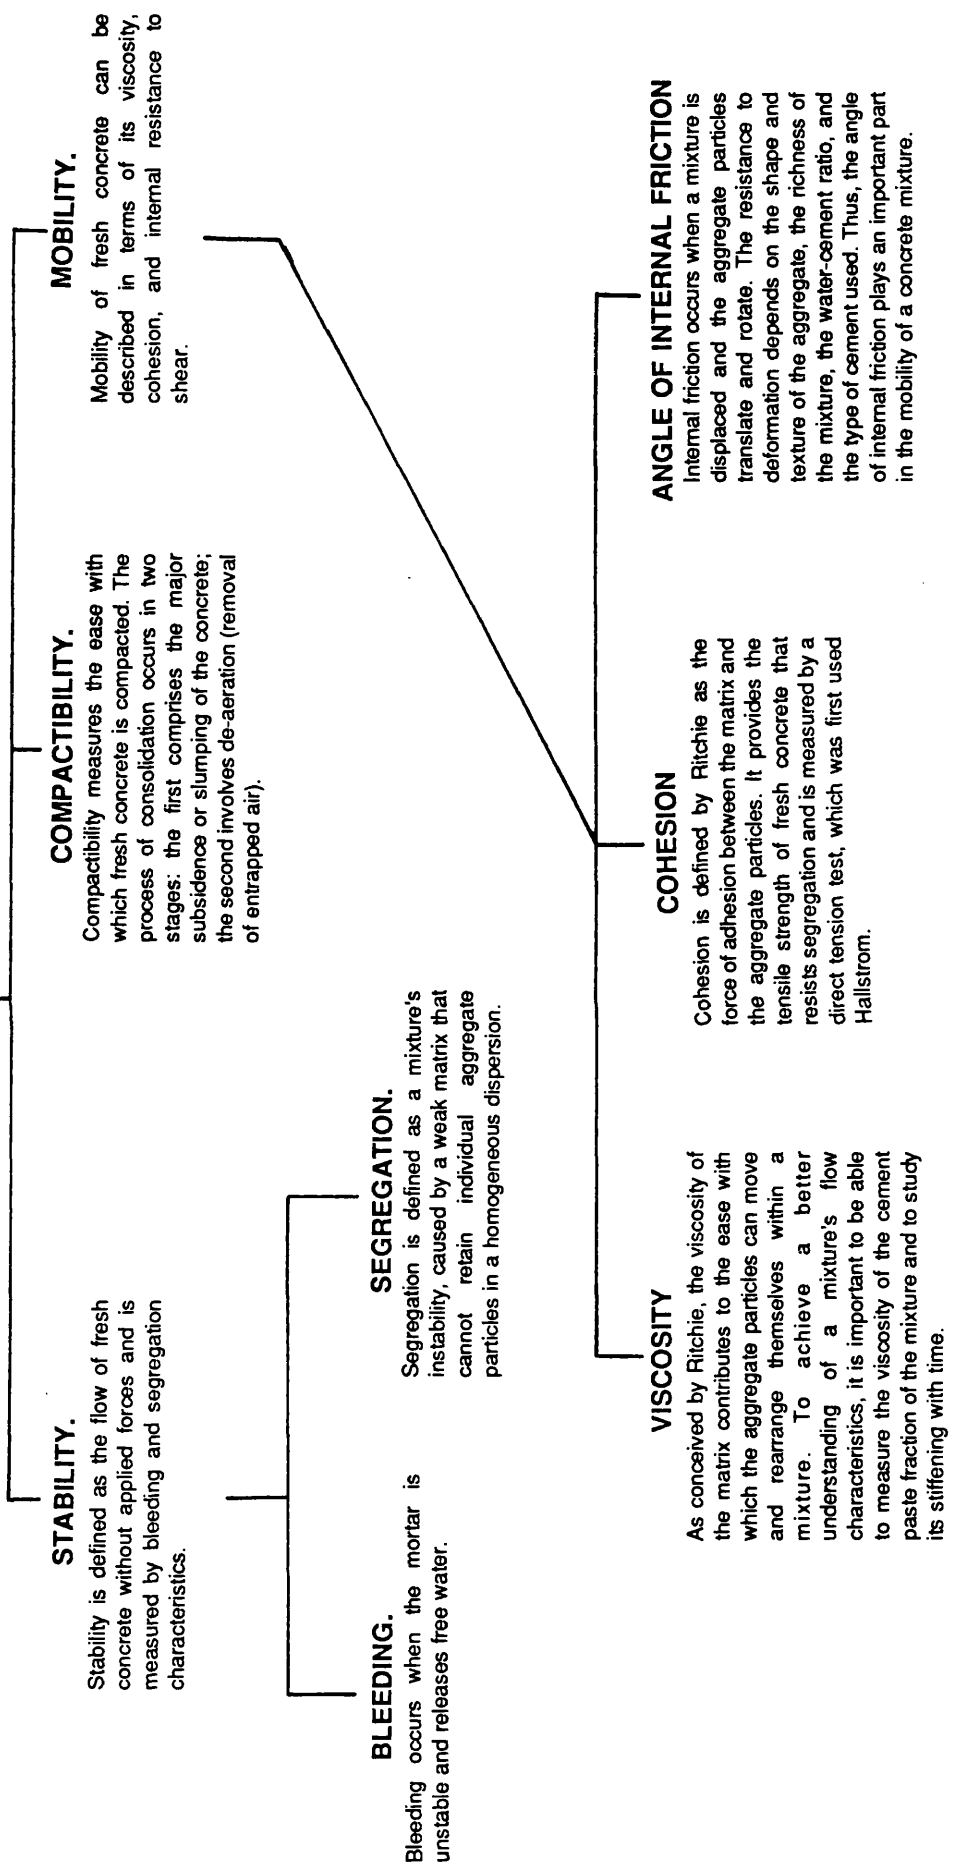 STABILITY.
Stability is defined as the flow of fresh
concrete without applied forces and is
measured by bleeding and segregation
characteristics.
COMPACTIBILITY.
Compactibility measures the ease with
which fresh concrete is compacted. The
process of consolidation occurs in two
stages: the first comprises the major
subsidence or slumping of the concrete;
the second involves de-aeration (removal
of entrapped air).
MOBILITY.
Mobility of fresh concrete can be
described in terms of its viscosity,
cohesion, and internal resistance to
shear.
BLEEDING.
Bleeding occurs when the mortar is
unstable and releases free water.
SEGREGATION.
Segregation is defined as a mixture's
instability, caused by a weak matrix that
cannot retain individual aggregate
particles in a homogeneous dispersion.
VISCOSITY
As conceived by Ritchie, the viscosity of
the matrix contributes to the ease with
which the aggregate particles can move
and rearrange themselves within a
mixture. To achieve a better
understanding of a mixture's flow
characteristics, it is important to be able
to measure the viscosity of the cement
paste fraction of the mixture and to study
its stiffening with time.
COHESION
Cohesion is defined by Ritchie as the
force of adhesion between the matrix and
the aggregate particles. It provides the
tensile strength of fresh concrete that
resists segregation and is measured by a
direct tension test, which was first used
Hallstrom.
ANGLE OF INTERNAL FRICTION
Internal friction occurs when a mixture is
displaced and the aggregate particles
translate and rotate. The resistance to
deformation depends on the shape and
texture of the aggregate, the richness of
the mixture, the water-cement ratio, and
the type of cement used. Thus, the angle
of internal friction plays an important part
in the mobility of a concrete mixture.